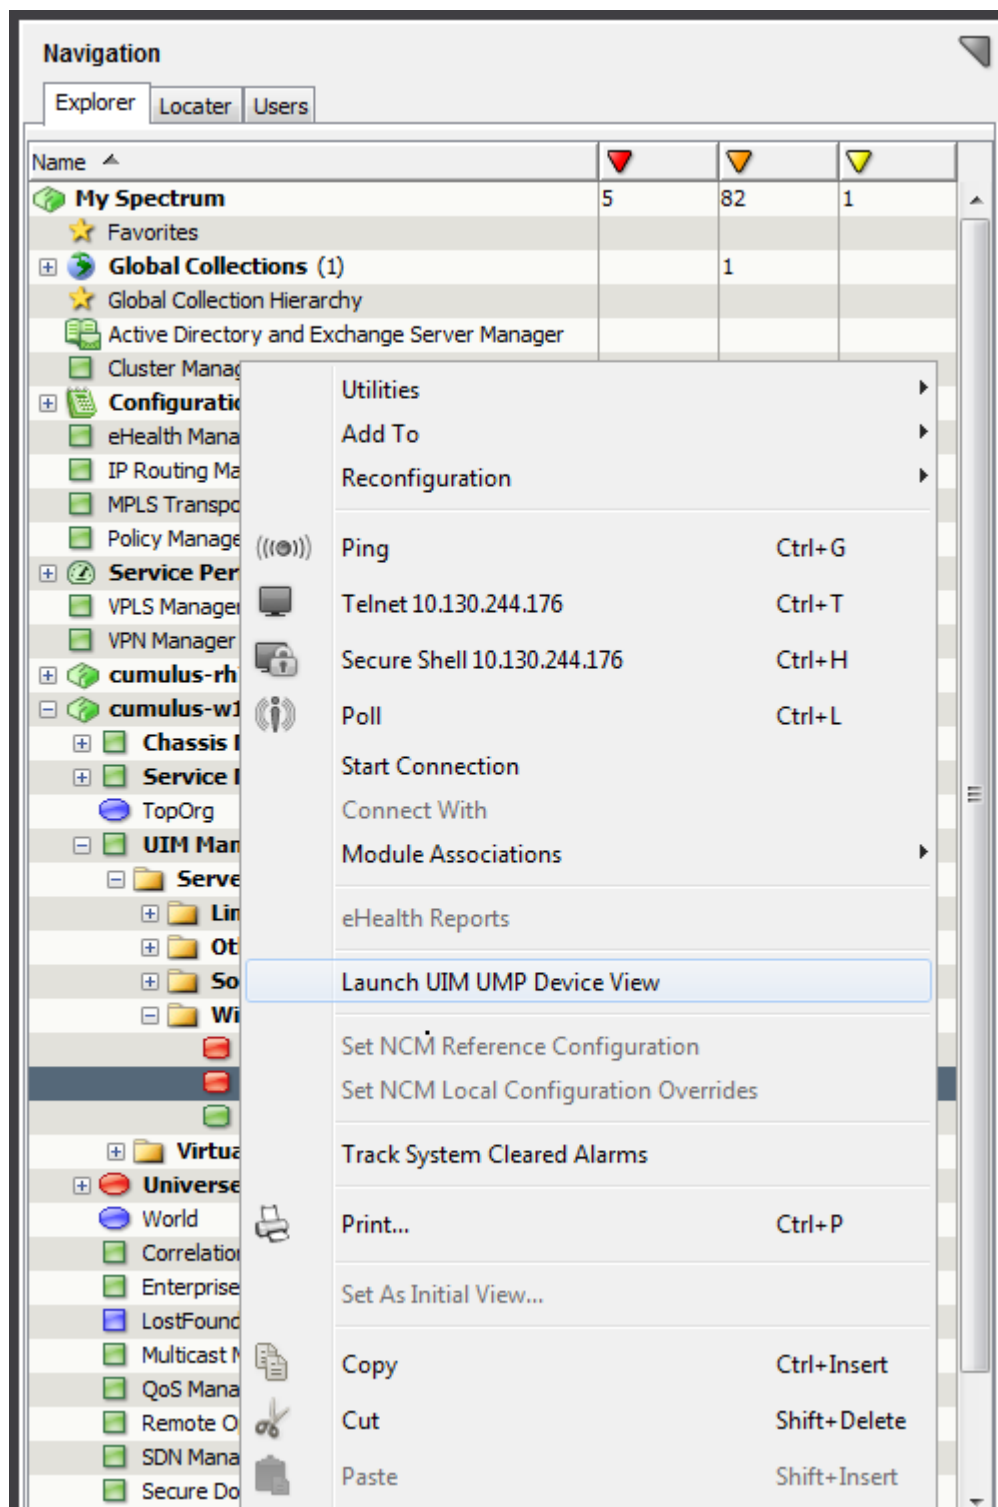 Navigation
Explorer Locater Users
Name
My Spectrum 5 82 1
Favorites
Global Collections (1) 1
Global Collection Hierarchy
Active Directory and Exchange Server Manager
Cluster Manag
Configuratio
eHealth Mana
IP Routing Ma
MPLS Transpo
Policy Manage
Service Per
VPLS Manager
VPN Manager
cumulus-rh
cumulus-w1
Chassis
Service
TopOrg
UIM Man
Serve
Lin
Ot
So
Wi
Virtua
Universe
World
Correlation
Enterprise
LostFound
Multicast
QoS Mana
Remote O
SDN Mana
Secure Do
Utilities
Add To
Reconfiguration
Ping Ctrl+G
Telnet 10.130.244.176 Ctrl+T
Secure Shell 10.130.244.176 Ctrl+H
Poll Ctrl+L
Start Connection
Connect With
Module Associations
eHealth Reports
Launch UIM UMP Device View
Set NCM Reference Configuration
Set NCM Local Configuration Overrides
Track System Cleared Alarms
Print... Ctrl+P
Set As Initial View...
Copy Ctrl+Insert
Cut Shift+Delete
Paste Shift+Insert